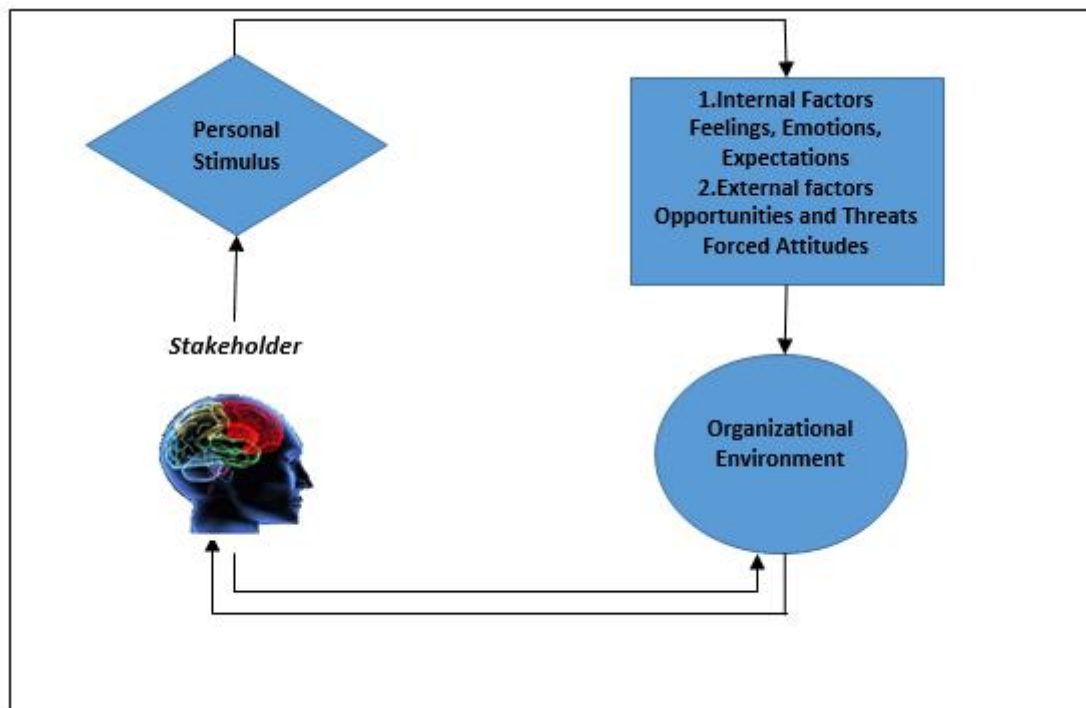 Personal
Stimulus
1.Internal Factors
Feelings, Emotions,
Expectations
2.External factors
Opportunities and Threats
Forced Attitudes
Stakeholder
Organizational
Environment